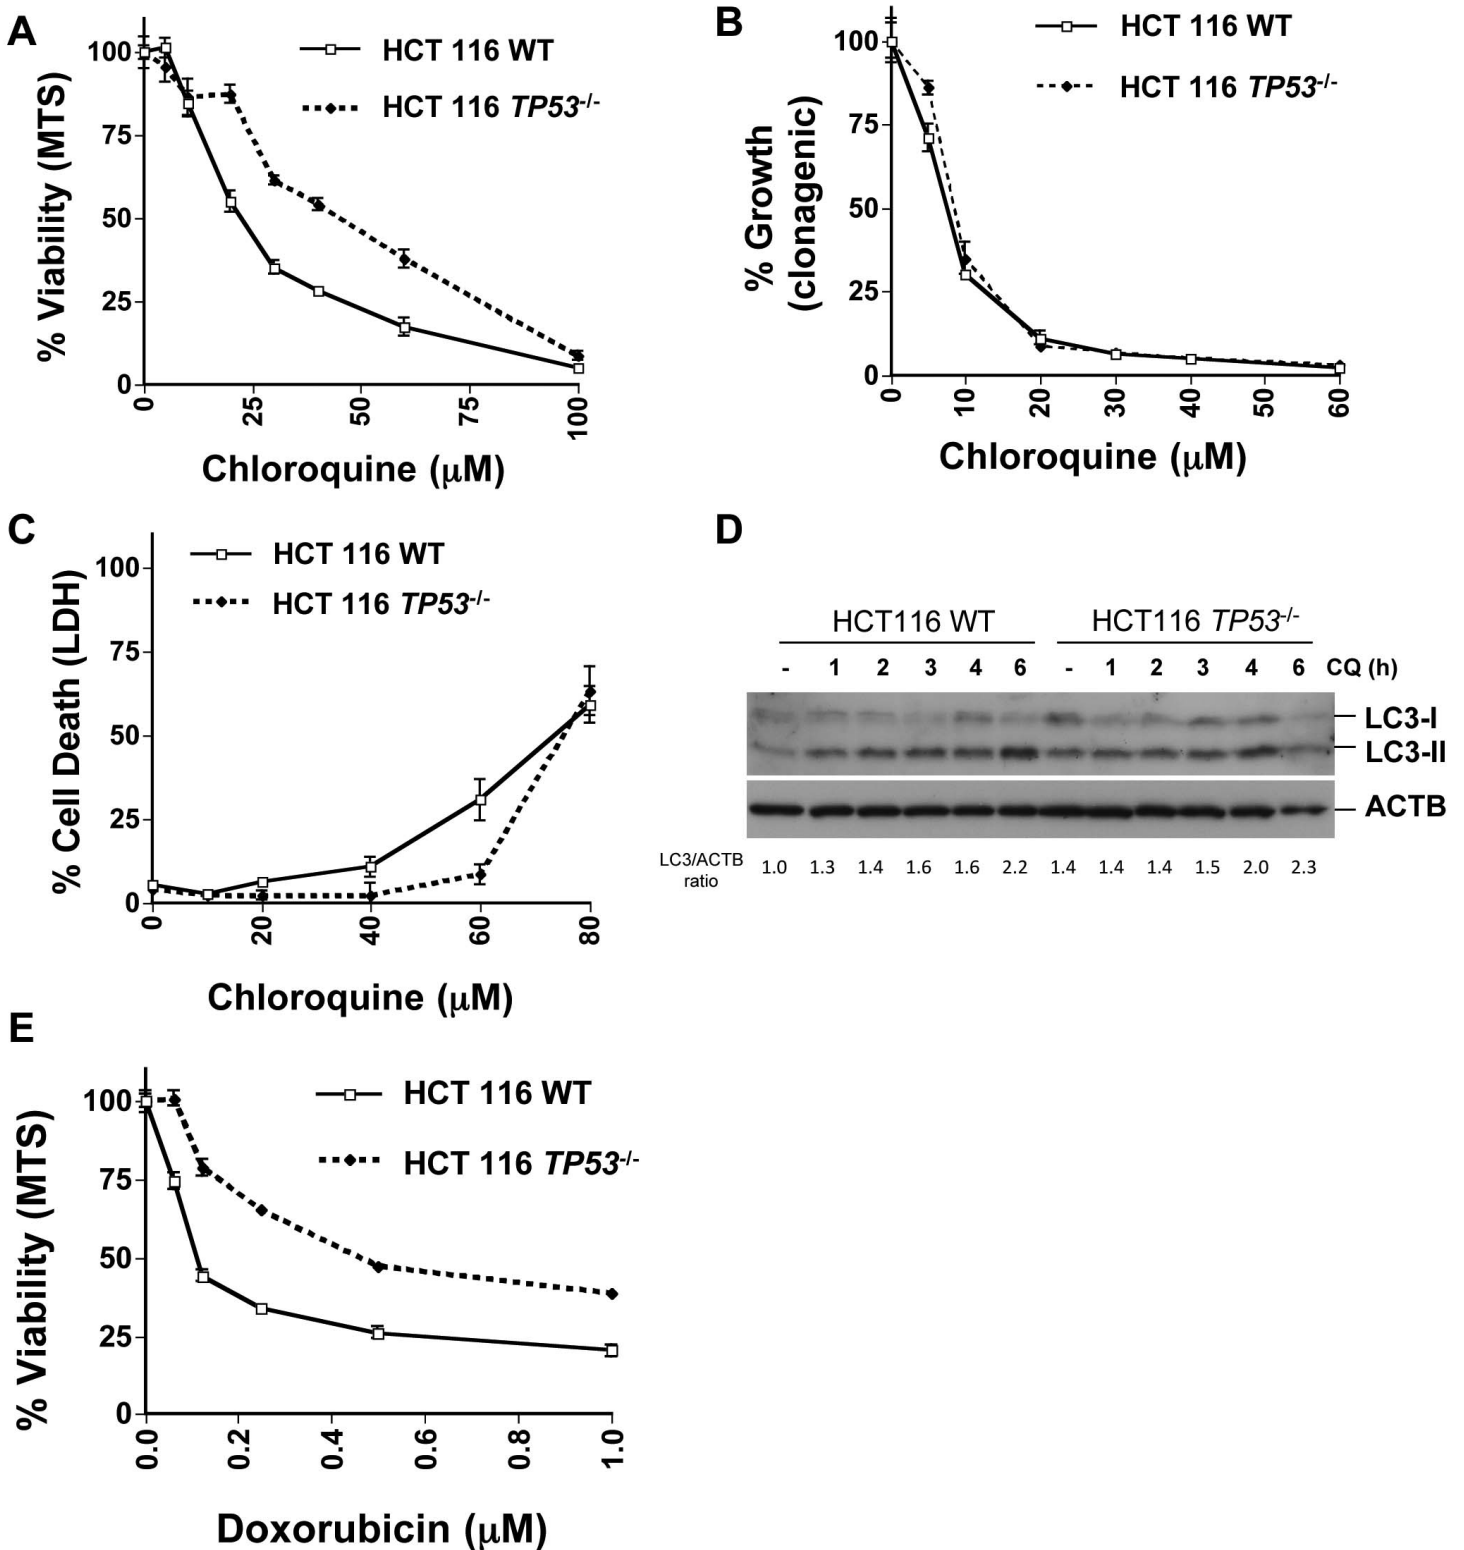 A
% Viability (MTS)
100
75
50
25
0
HCT 116 WT
HCT 116 TP53-/-
0 25 50 75 100
Chloroquine (μM)
B
% Growth
(clonagenic)
100
75
50
25
0
HCT 116 WT
HCT 116 TP53-/-
0 10 20 30 40 50 60
Chloroquine (μM)
C
% Cell Death (LDH)
100
75
50
25
0
HCT 116 WT
HCT 116 TP53-/-
0 20 40 60 80
Chloroquine (μM)
D
HCT116 WT HCT116 TP53-/-
- 1 2 3 4 6 - 1 2 3 4 6 CQ (h)
LC3-I
LC3-II
ACTB
LC3/ACTB
ratio
1.0 1.3 1.4 1.6 1.6 2.2 1.4 1.4 1.4 1.5 2.0 2.3
E
% Viability (MTS)
100
75
50
25
0
HCT 116 WT
HCT 116 TP53-/-
0.0 0.2 0.4 0.6 0.8 1.0
Doxorubicin (μM)